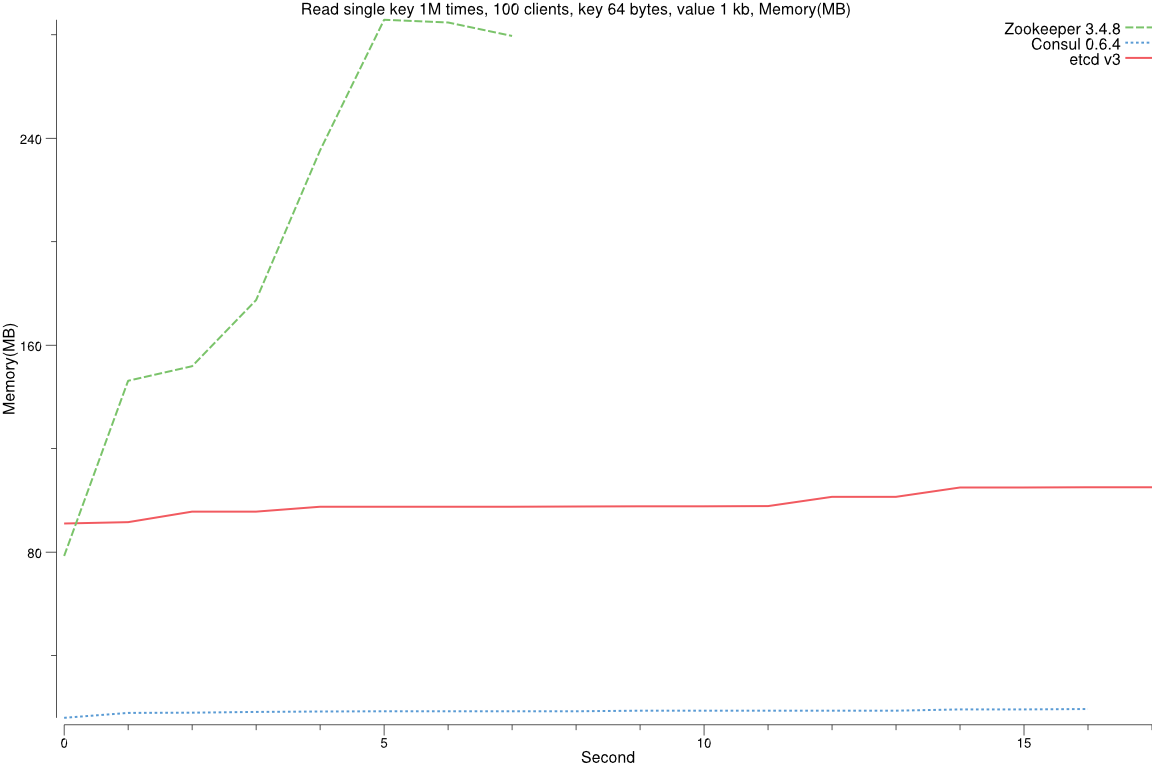 Read single key 1M times, 100 clients, key 64 bytes, value 1 kb, Memory(MB)
Zookeeper 3.4.8
Consul 0.6.4
etcd v3
240
160
80
Memory(MB)
0 5 10 15
Second